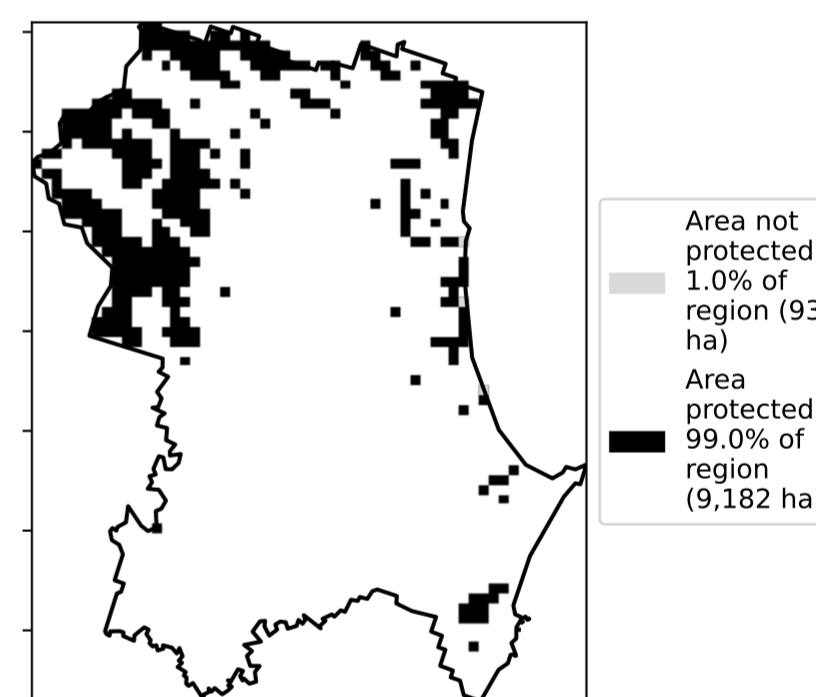 Area not
protected
1.0% of
region (93
ha)
Area
protected
99.0% of
region
(9,182 ha